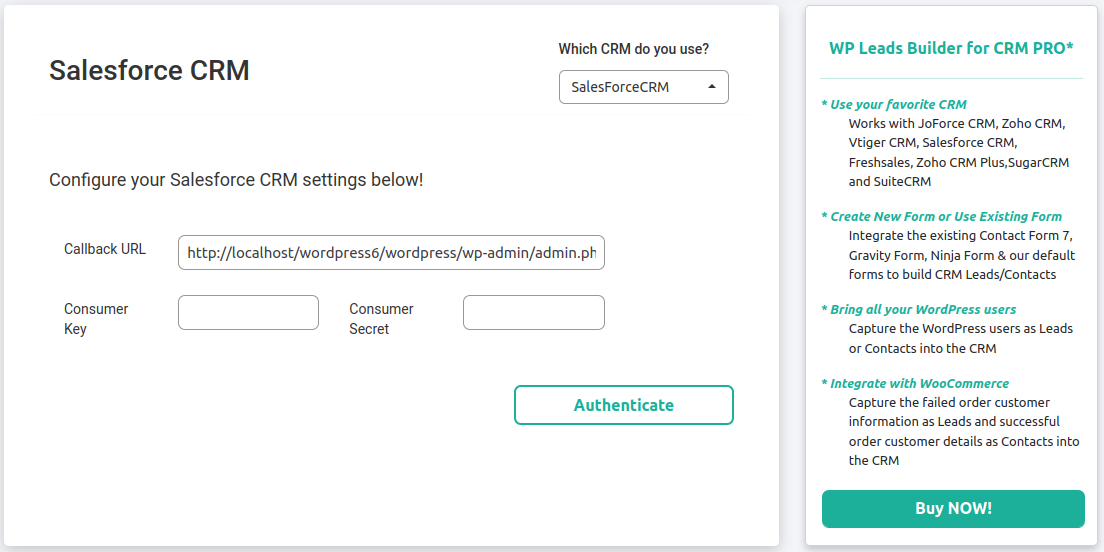 Salesforce CRM
Which CRM do you use?
SalesForceCRM
Configure your Salesforce CRM settings below!
Callback URL
http://localhost/wordpress6/wordpress/wp-admin/admin.ph
Consumer
Key
Consumer
Secret
Authenticate
WP Leads Builder for CRM PRO*
* Use your favorite CRM
Works with JoForce CRM, Zoho CRM,
Vtiger CRM, Salesforce CRM,
Freshsales, Zoho CRM Plus,SugarCRM
and SuiteCRM
* Create New Form or Use Existing Form
Integrate the existing Contact Form 7,
Gravity Form, Ninja Form & our default
forms to build CRM Leads/Contacts
* Bring all your WordPress users
Capture the WordPress users as Leads
or Contacts into the CRM
* Integrate with WooCommerce
Capture the failed order customer
information as Leads and successful
order customer details as Contacts into
the CRM
Buy NOW!